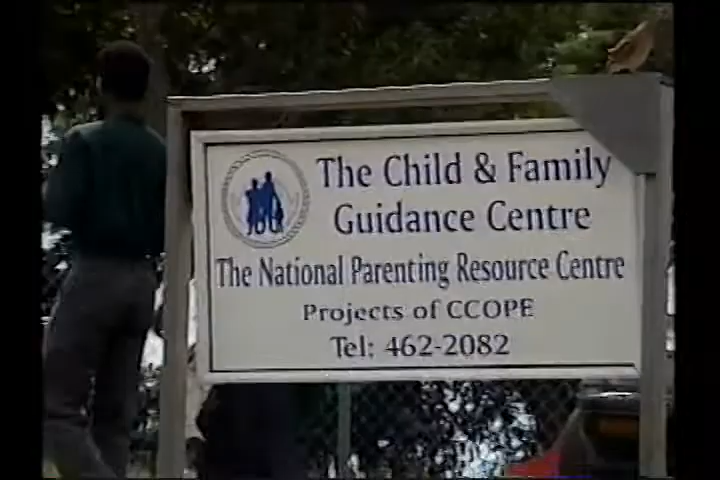 The Child & Family
Guidance Centre
The National Parenting Resource Centre
Projects of CCOPE
Tel: 462-2082